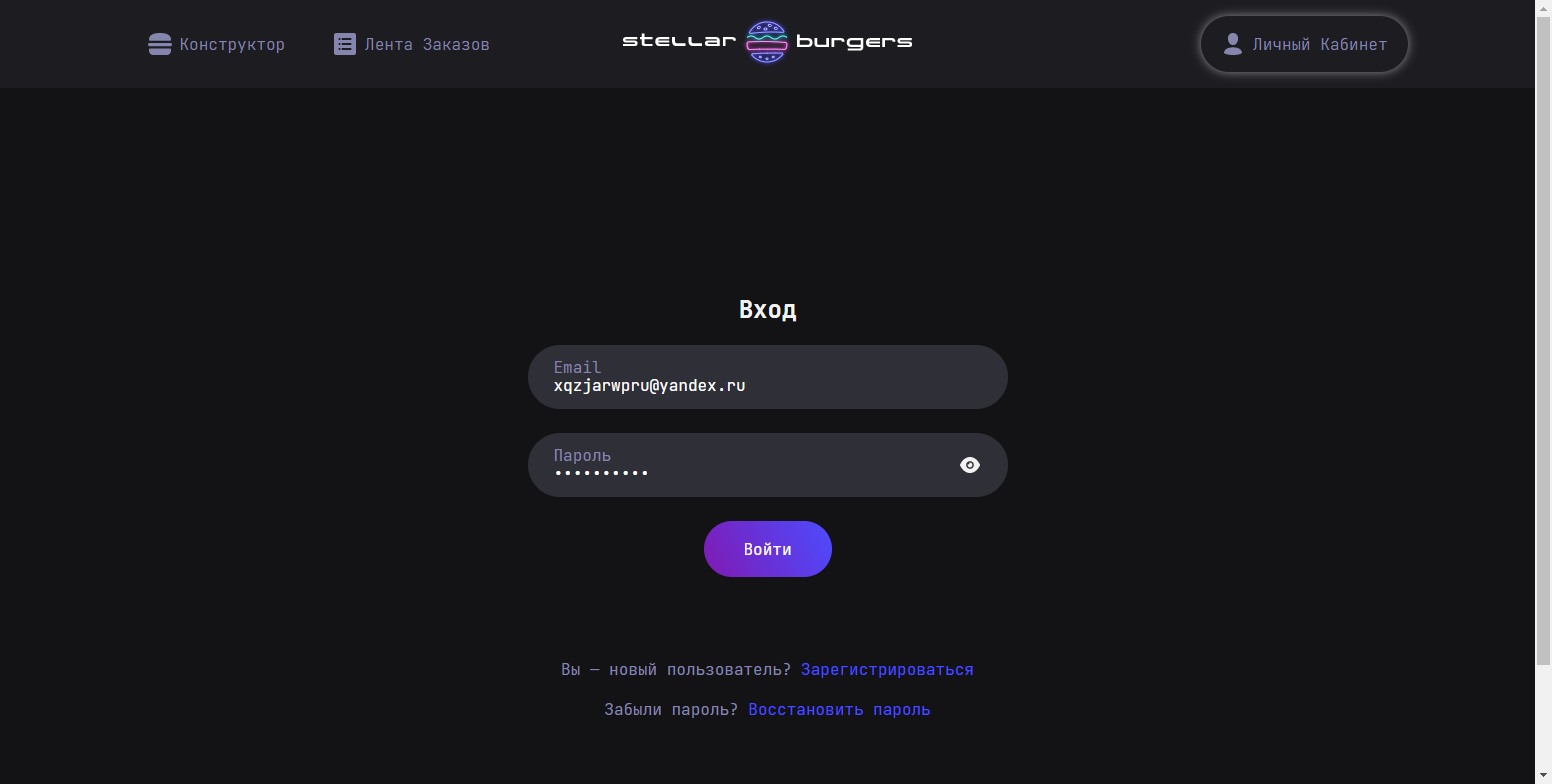 Конструктор
Лента Заказов
stellar burgers
Личный Кабинет
Вход
Email
xqzjarwpru@yandex.ru
Пароль
••••••••••
Войти
Вы — новый пользователь? Зарегистрироваться
Забыли пароль? Восстановить пароль